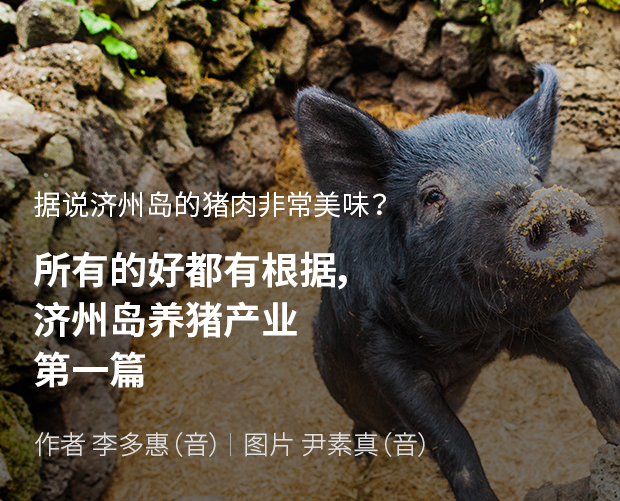 据说济州岛的猪肉非常美味？
所有的好都有根据，
济州岛养猪产业
第一篇
作者 李多惠（音）｜图片 尹素真（音）